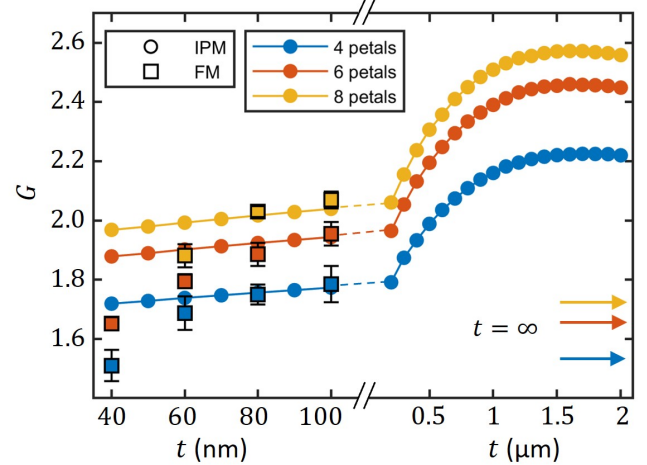 2.6
2.4
2.2
2.0
1.8
1.6
G
IPM
FM
4 petals
6 petals
8 petals
t = ∞
40 60 80 100 0.5 1 1.5 2
t (nm) t (μm)